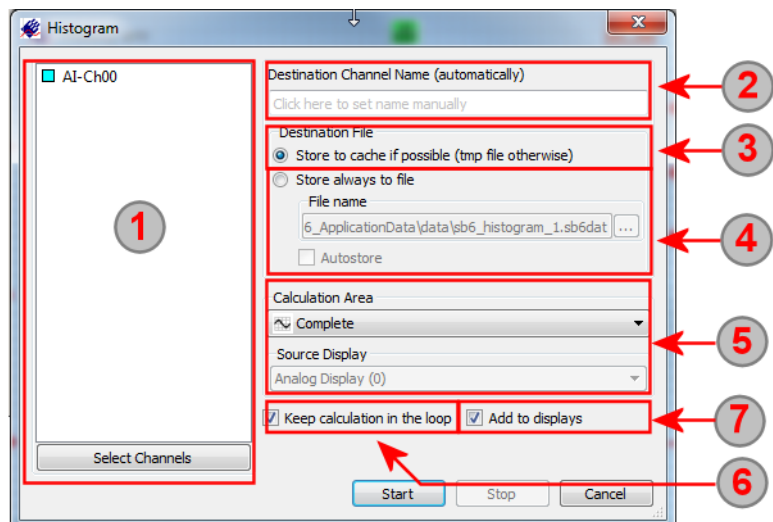 Histogram
AI-Ch00
1
Select Channels
Destination Channel Name (automatically)
Click here to set name manually
2
Destination File
Store to cache if possible (tmp file otherwise)
3
Store always to file
File name
6_ApplicationData\data\sb6_histogram_1.sb6dat
...
Autostore
4
Calculation Area
Complete
Source Display
Analog Display (0)
5
Keep calculation in the loop
Add to displays
7
6
Start
Stop
Cancel